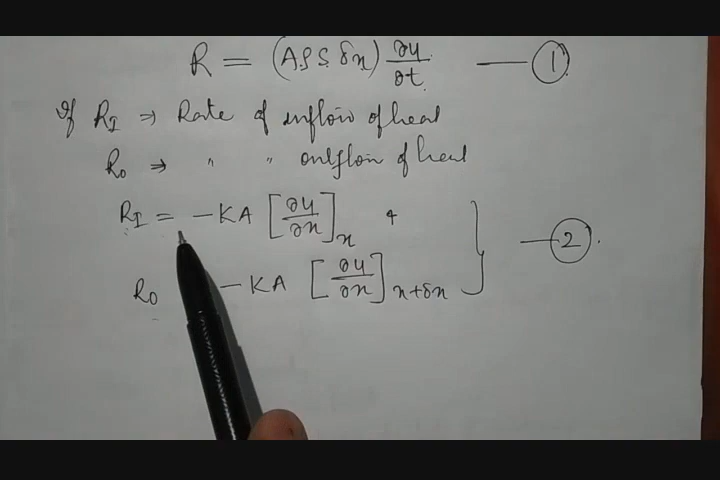 R = (A ρ S δx) ∂u/∂t — ①
If R_I ⇒ Rate of inflow of heat
R_0 ⇒ " " outflow of heat
R_I = -KA [∂u/∂x]_x &
R_0 -KA [∂u/∂x]_x+δx — ②.